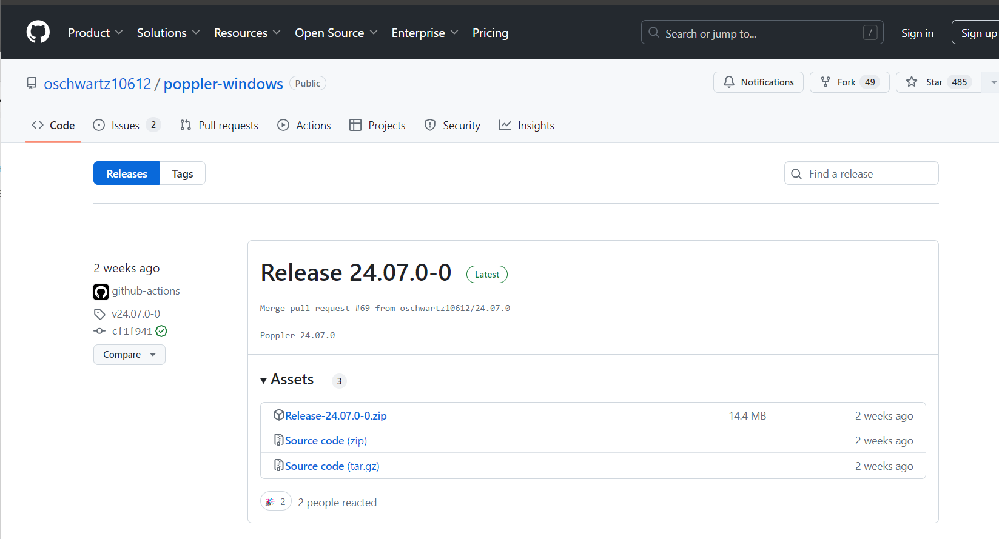 Product Solutions Resources Open Source Enterprise Pricing Search or jump to... / Sign in Sign up
oschwartz10612 / poppler-windows Public Notifications Fork 49 Star 485
Code Issues 2 Pull requests Actions Projects Security Insights
Releases Tags Find a release
2 weeks ago
github-actions
v24.07.0-0
cf1f941
Compare
Release 24.07.0-0 Latest
Merge pull request #69 from oschwartz10612/24.07.0
Poppler 24.07.0
Assets 3
Release-24.07.0-0.zip 14.4 MB 2 weeks ago
Source code (zip) 2 weeks ago
Source code (tar.gz) 2 weeks ago
2 2 people reacted